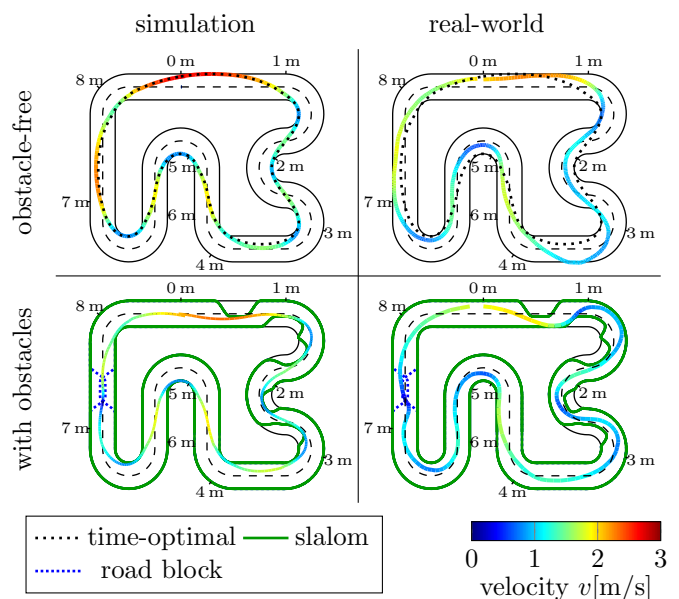 simulation real-world
obstacle-free
0 m 1 m
8 m
2 m
5 m
7 m
6 m
3 m
4 m
0 m 1 m
8 m
2 m
5 m
7 m
6 m
3 m
4 m
with obstacles
0 m 1 m
8 m
2 m
5 m
7 m
6 m
3 m
4 m
0 m 1 m
8 m
2 m
5 m
7 m
6 m
3 m
4 m
time-optimal slalom
road block
0 1 2 3
velocity v[m/s]